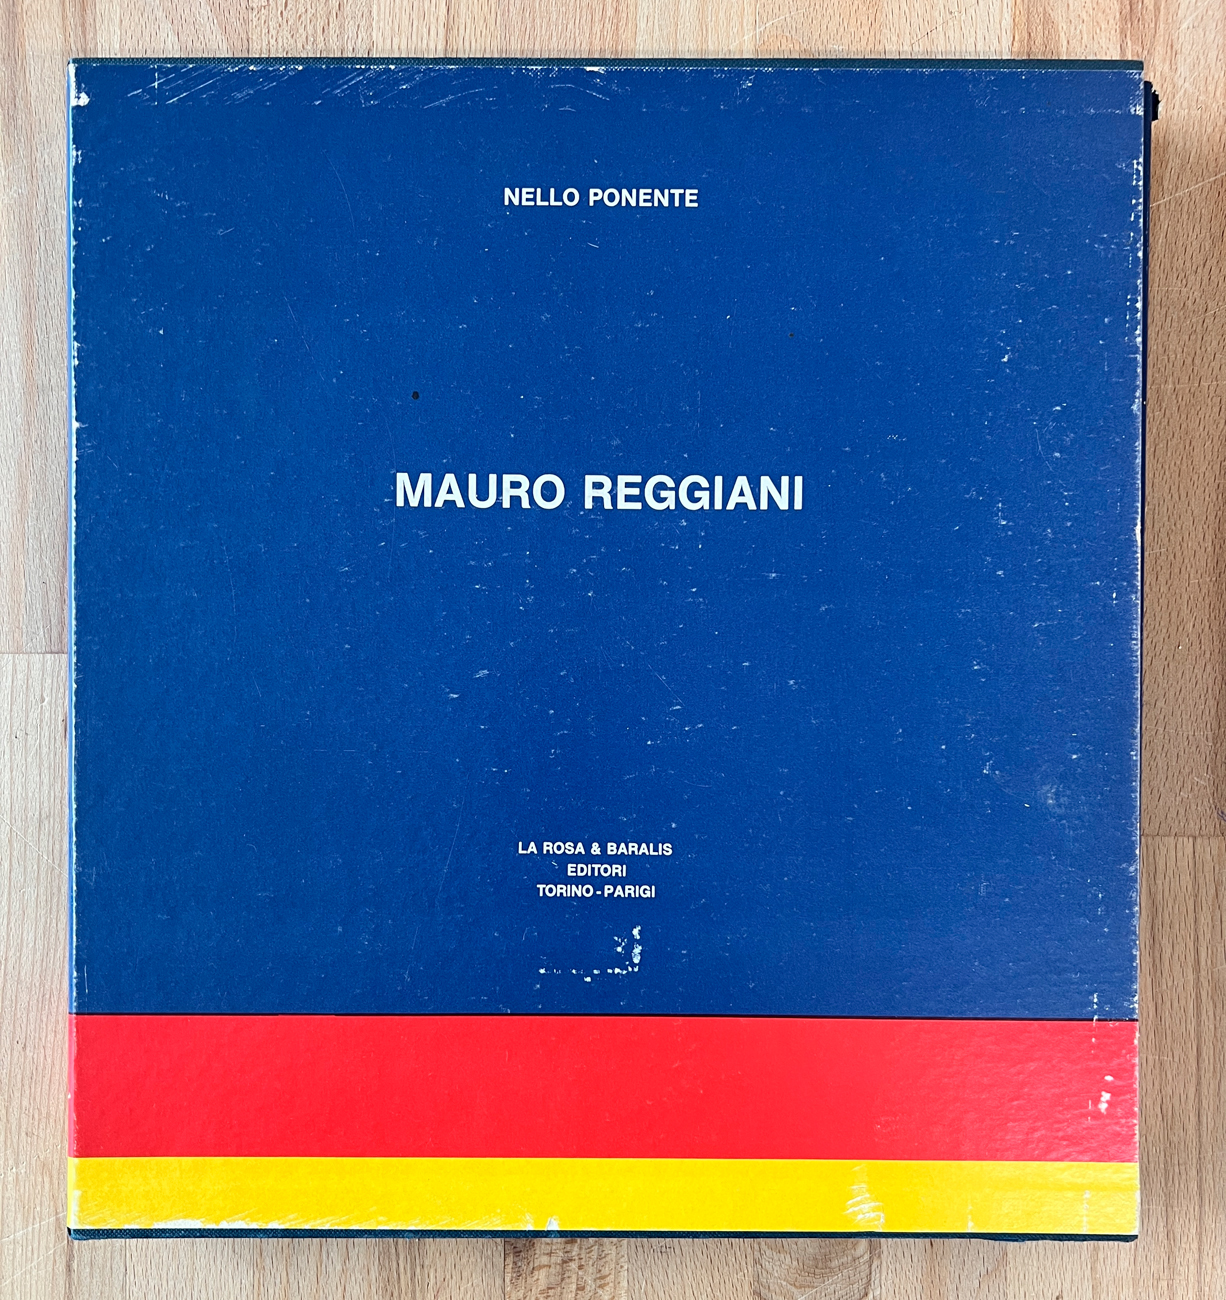 NELLO PONENTE
MAURO REGGIANI
LA ROSA & BARALIS
EDITORI
TORINO-PARIGI